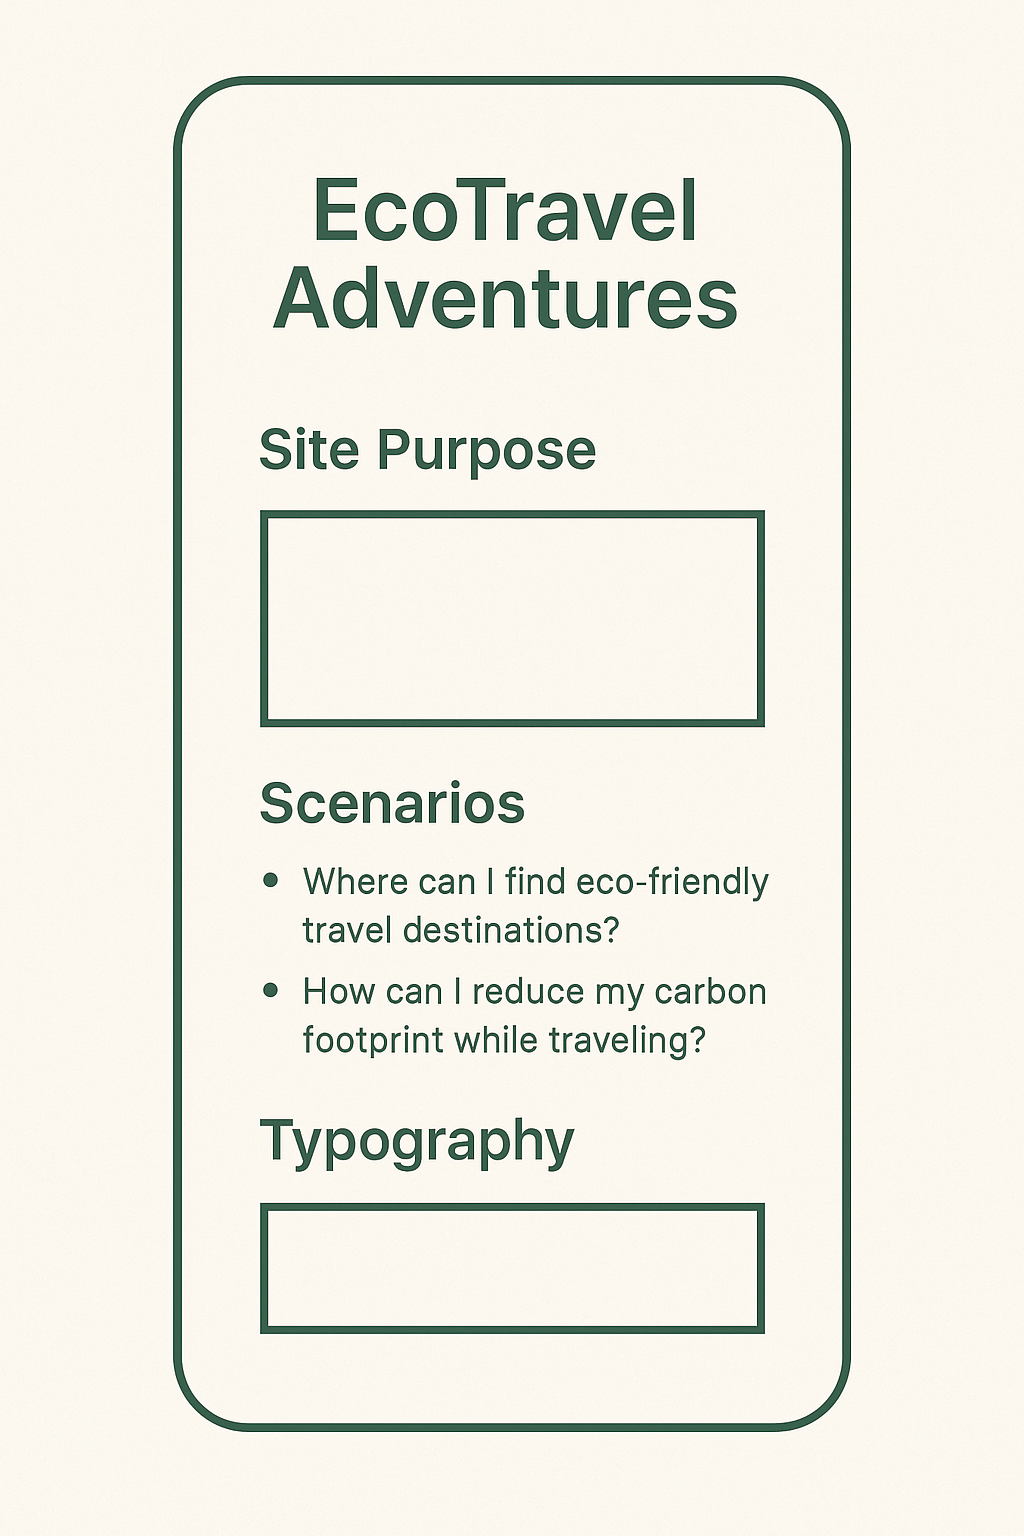 EcoTravel
Adventures
Site Purpose
Scenarios
• Where can I find eco-friendly
travel destinations?
• How can I reduce my carbon
footprint while traveling?
Typography